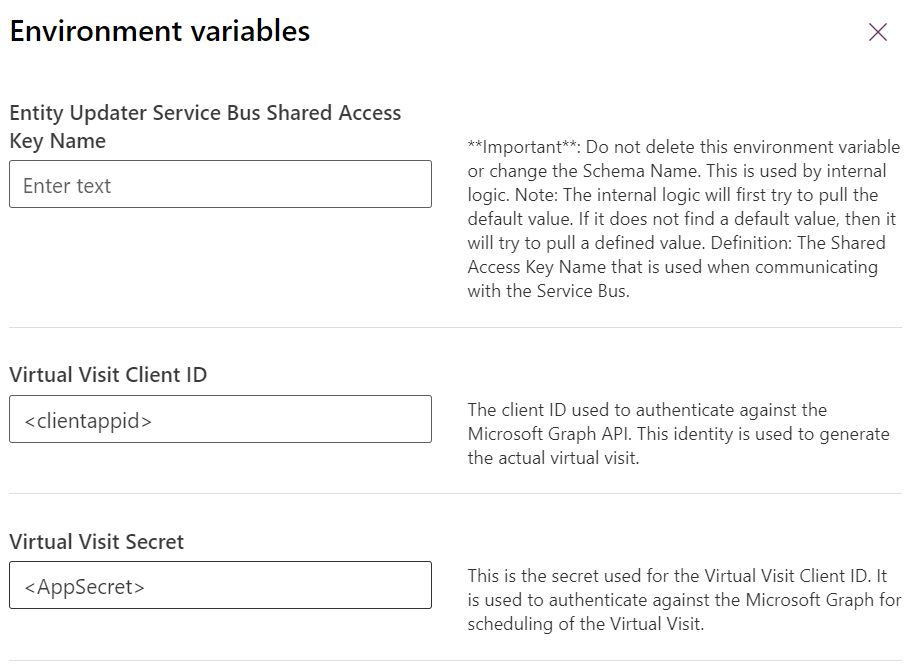 Environment variables
Entity Updater Service Bus Shared Access
Key Name
Enter text
**Important**: Do not delete this environment variable
or change the Schema Name. This is used by internal
logic. Note: The internal logic will first try to pull the
default value. If it does not find a default value, then it
will try to pull a defined value. Definition: The Shared
Access Key Name that is used when communicating
with the Service Bus.
Virtual Visit Client ID
<clientappid>
The client ID used to authenticate against the
Microsoft Graph API. This identity is used to generate
the actual virtual visit.
Virtual Visit Secret
<AppSecret>
This is the secret used for the Virtual Visit Client ID. It
is used to authenticate against the Microsoft Graph for
scheduling of the Virtual Visit.